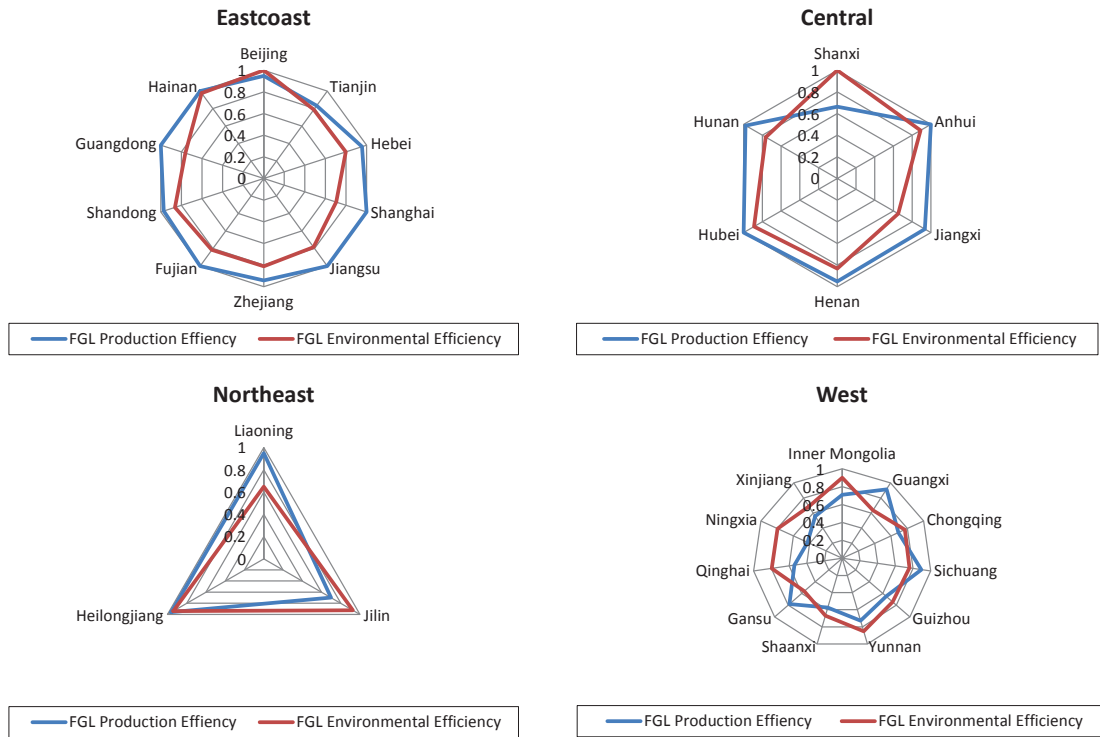 Eastcoast
Beijing
Tianjin
Hebei
Shanghai
Jiangsu
Zhejiang
Fujian
Shandong
Guangdong
Hainan
1
0.8
0.6
0.4
0.2
0
FGL Production Effiency
FGL Environmental Efficiency
Central
Shanxi
Anhui
Jiangxi
Henan
Hubei
Hunan
1
0.8
0.6
0.4
0.2
0
FGL Production Effiency
FGL Environmental Efficiency
Northeast
Liaoning
Jilin
Heilongjiang
1
0.8
0.6
0.4
0.2
0
FGL Production Effiency
FGL Environmental Efficiency
West
Inner Mongolia
Guangxi
Chongqing
Sichuang
Guizhou
Yunnan
Shaanxi
Gansu
Qinghai
Ningxia
Xinjiang
1
0.8
0.6
0.4
0.2
0
FGL Production Effiency
FGL Environmental Efficiency